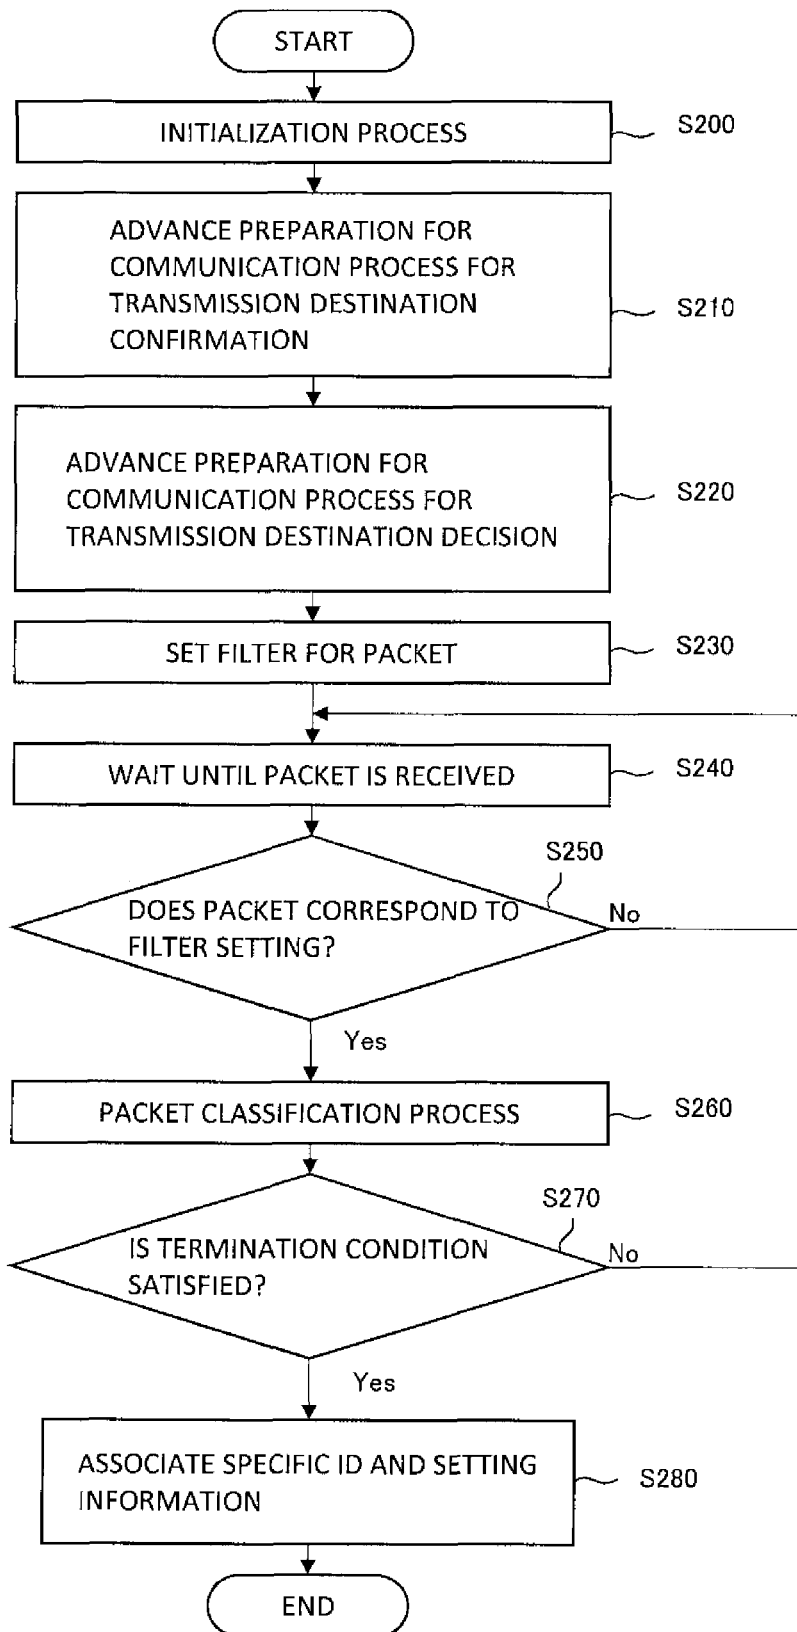 START
INITIALIZATION PROCESS
S200
ADVANCE PREPARATION FOR
COMMUNICATION PROCESS FOR
TRANSMISSION DESTINATION
CONFIRMATION
S210
ADVANCE PREPARATION FOR
COMMUNICATION PROCESS FOR
TRANSMISSION DESTINATION DECISION
S220
SET FILTER FOR PACKET
S230
WAIT UNTIL PACKET IS RECEIVED
S240
S250
DOES PACKET CORRESPOND TO
FILTER SETTING?
No
Yes
PACKET CLASSIFICATION PROCESS
S260
S270
IS TERMINATION CONDITION
SATISFIED?
No
Yes
ASSOCIATE SPECIFIC ID AND SETTING
INFORMATION
S280
END